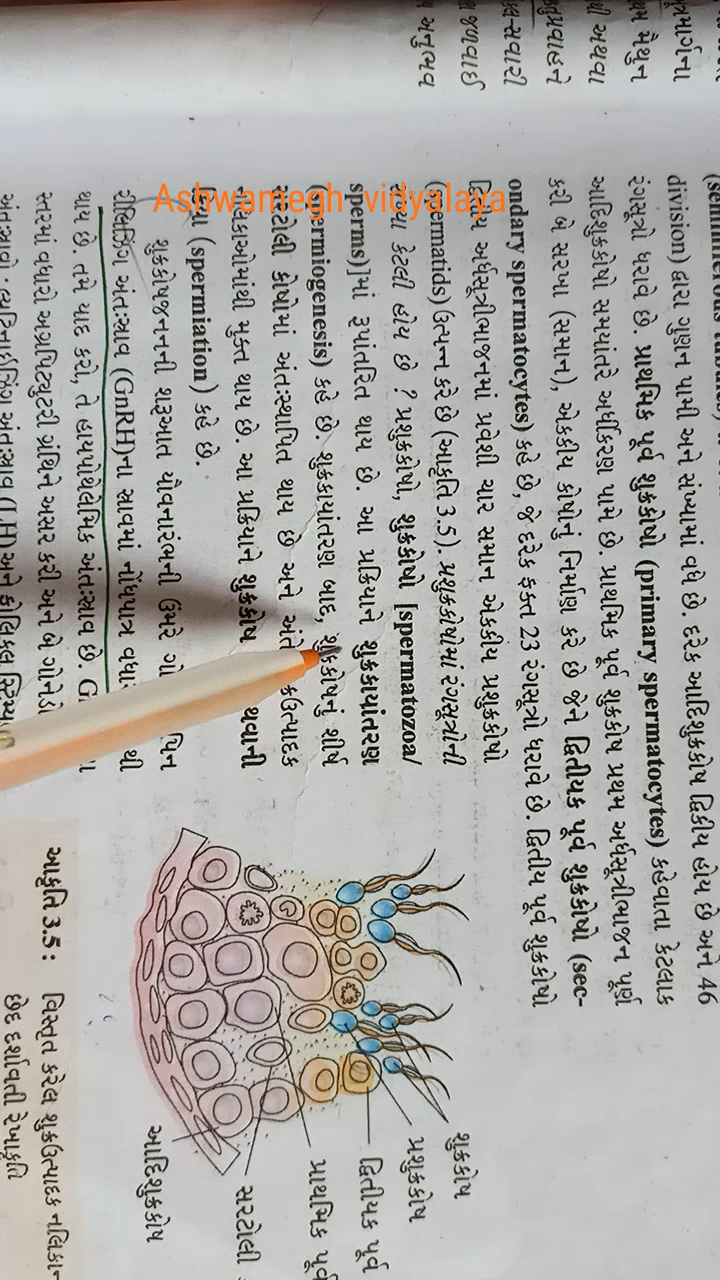 Ashwamegh vidyalaya
division) દ્વારા ગુણન પામી અને સંખ્યામાં વધે છે. દરેક આદિશુક્રકોષ દ્વિકીય હોય છે અને 46
રંગસૂત્રો ધરાવે છે. પ્રાથમિક પૂર્વ શુક્રકોષો (primary spermatocytes) કહેવાતા કેટલાક
આદિશુક્રકોષો સમયાંતરે અર્ધીકરણ પામે છે. પ્રાથમિક પૂર્વ શુક્રકોષ પ્રથમ અર્ધસૂત્રીભાજન પૂર્ણ
કરી બે સરખા (સમાન), એકકીય કોષોનું નિર્માણ કરે છે જેને દ્વિતીયક પૂર્વ શુક્રકોષો (sec-
ondary spermatocytes) કહે છે, જે દરેક ફક્ત 23 રંગસૂત્રો ધરાવે છે. દ્વિતીય પૂર્વ શુક્રકોષો
દ્વિતીય અર્ધસૂત્રીભાજનમાં પ્રવેશી ચાર સમાન એકકીય પ્રશુક્રકોષો
(spermatids) ઉત્પન્ન કરે છે (આકૃતિ 3.5). પ્રશુક્રકોષોમાં રંગસૂત્રોની
સંખ્યા કેટલી હોય છે ? પ્રશુક્રકોષો, શુક્રકોષો [spermatozoa/
sperms)]માં રૂપાંતરિત થાય છે. આ પ્રક્રિયાને શુક્રકાયાંતરણ
(spermiogenesis) કહે છે. શુક્રકાયાંતરણ બાદ, શુક્રકોષનું શીર્ષ
સરટોલી કોષોમાં અંતઃસ્થાપિત થાય છે અને
માંથી મુક્ત થાય છે. આ પ્રક્રિયાને શુક્રકોષ થવાની
ક્રિયા (spermiation) કહે છે.
શુક્રકોષજનનની શરૂઆત યૌવનારંભની ઉંમરે
રીલિઝિંગ અંતઃસ્રાવ (GnRH)ના સ્રાવમાં નોંધપાત્ર
થાય છે. તમે યાદ કરો, તે હાયપોથેલેમિક અંતઃસ્રાવ છે.
સ્તરમાં વધારો અગ્રપિટ્યુટરી ગ્રંથિને અસર કરી અને બે
અંતઃસ્રાવો : લ્યુટિનાઈઝિંગ અંતઃસ્રાવ (LH) અને
શુક્રકોષ
પ્રશુક્રકોષ
દ્વિતીયક પૂર્વ
પ્રાથમિક પૂર્વ
સરટોલી
આદિશુક્રકોષ
આકૃતિ 3.5 : વિસ્તૃત કરેલ શુક્રઉત્પાદક
છેદ દર્શાવતી રેખાકૃતિ